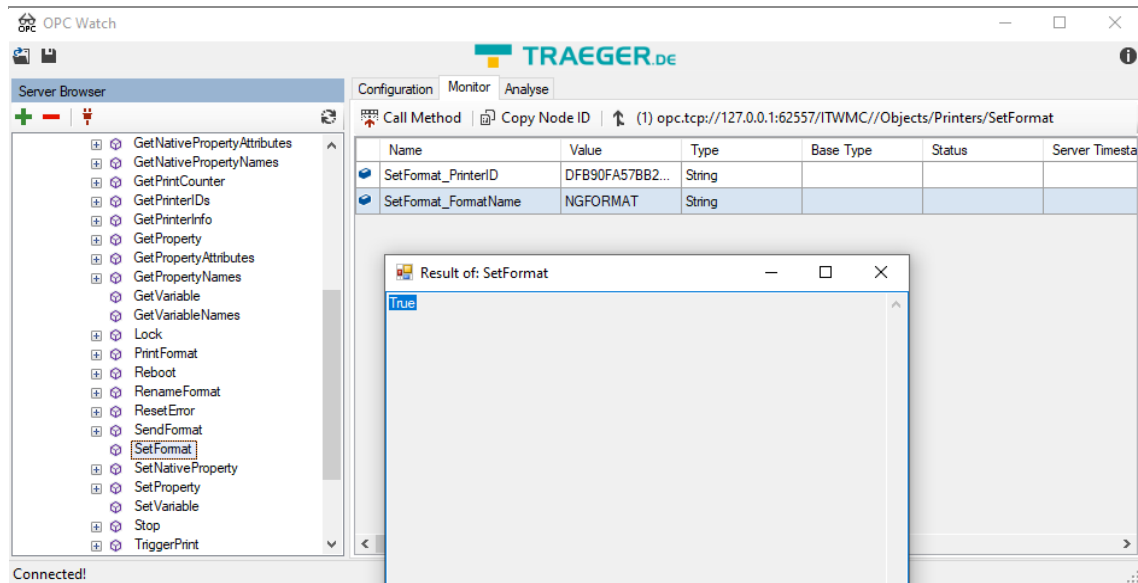 OPC OPC Watch
TRAEGER.DE
Server Browser
GetNativePropertyAttributes
GetNativePropertyNames
GetPrintCounter
GetPrinterIDs
GetPrinterInfo
GetProperty
GetPropertyAttributes
GetPropertyNames
GetVariable
GetVariableNames
Lock
PrintFormat
Reboot
RenameFormat
ResetError
SendFormat
SetFormat
SetNativeProperty
SetProperty
SetVariable
Stop
TriggerPrint
Configuration Monitor Analyse
Call Method Copy Node ID (1) opc.tcp://127.0.0.1:62557/ITWMC//Objects/Printers/SetFormat
Name Value Type Base Type Status Server Timesta
SetFormat_PrinterID DFB90FA57BB2... String
SetFormat_FormatName NGFORMAT String
Result of: SetFormat
True
Connected!